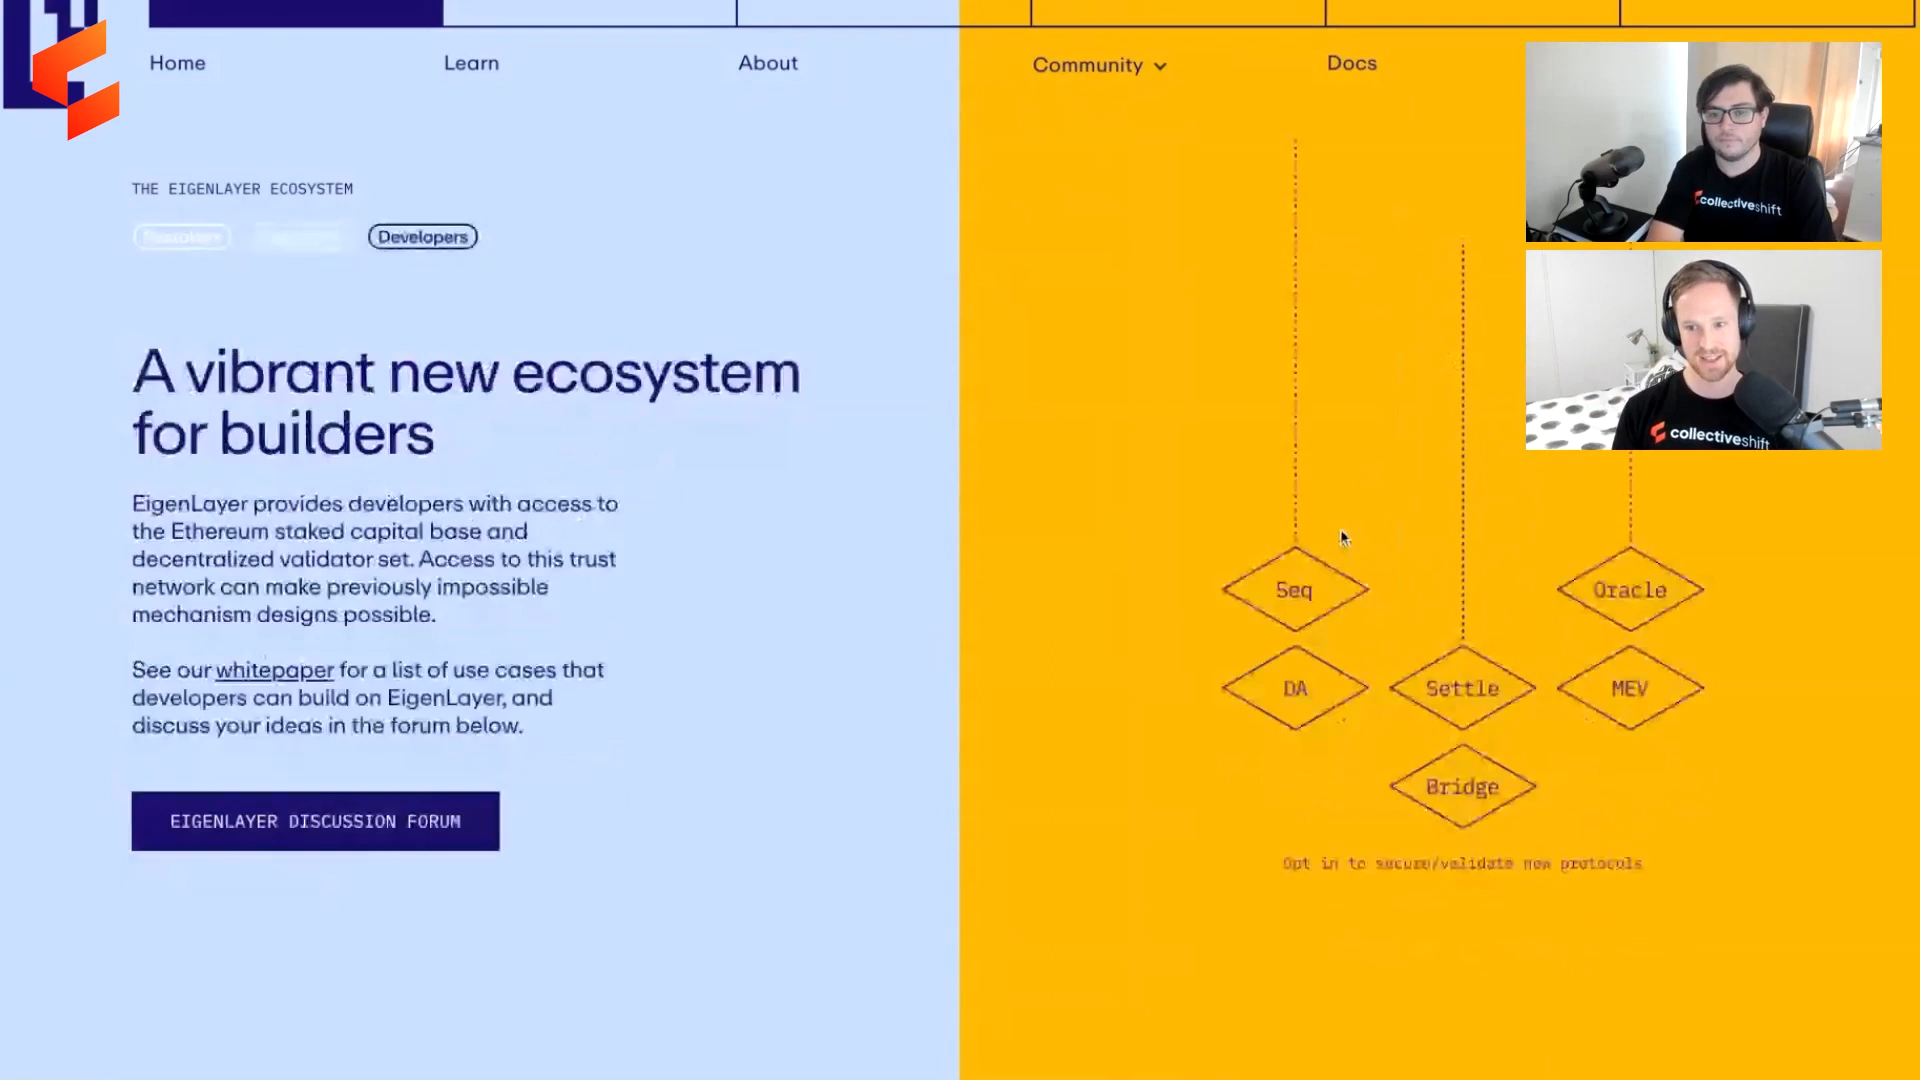 Home
Learn
About
Community
Docs
THE EIGENLAYER ECOSYSTEM
Developers
A vibrant new ecosystem
for builders
EigenLayer provides developers with access to
the Ethereum staked capital base and
decentralized validator set. Access to this trust
network can make previously impossible
mechanism designs possible.
See our whitepaper for a list of use cases that
developers can build on EigenLayer, and
discuss your ideas in the forum below.
EIGENLAYER DISCUSSION FORUM
Seq
Oracle
DA
Settle
MEV
Bridge
Opt in to secure/validate new protocols
collectiveshift
collectiveshift